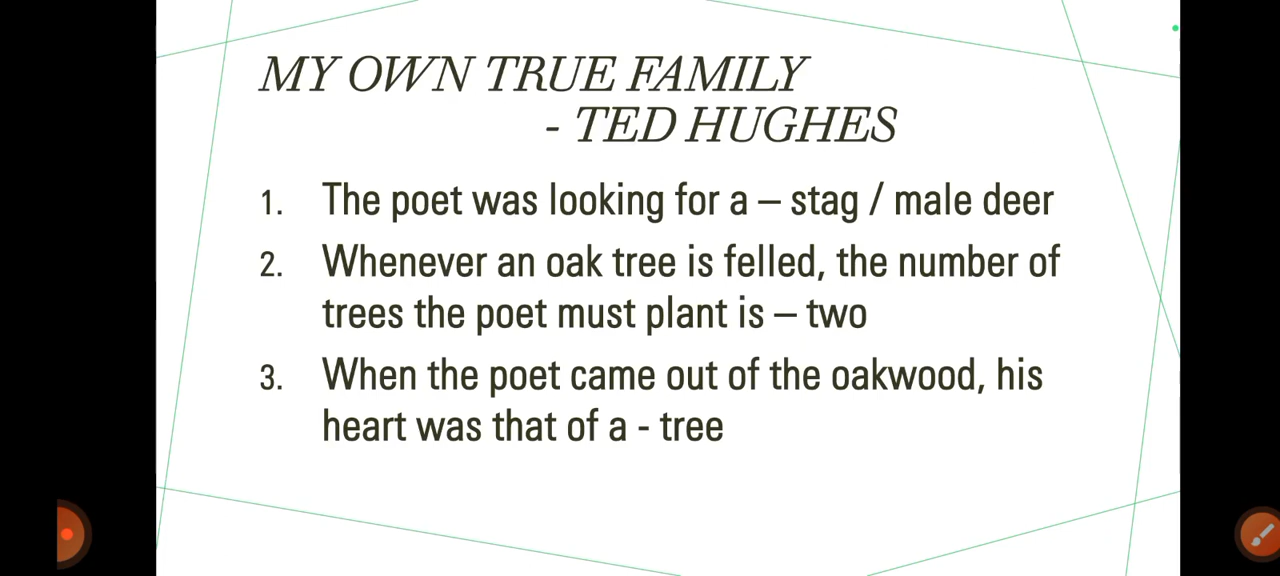 MY OWN TRUE FAMILY
- TED HUGHES
1. The poet was looking for a – stag / male deer
2. Whenever an oak tree is felled, the number of
trees the poet must plant is – two
3. When the poet came out of the oakwood, his
heart was that of a - tree